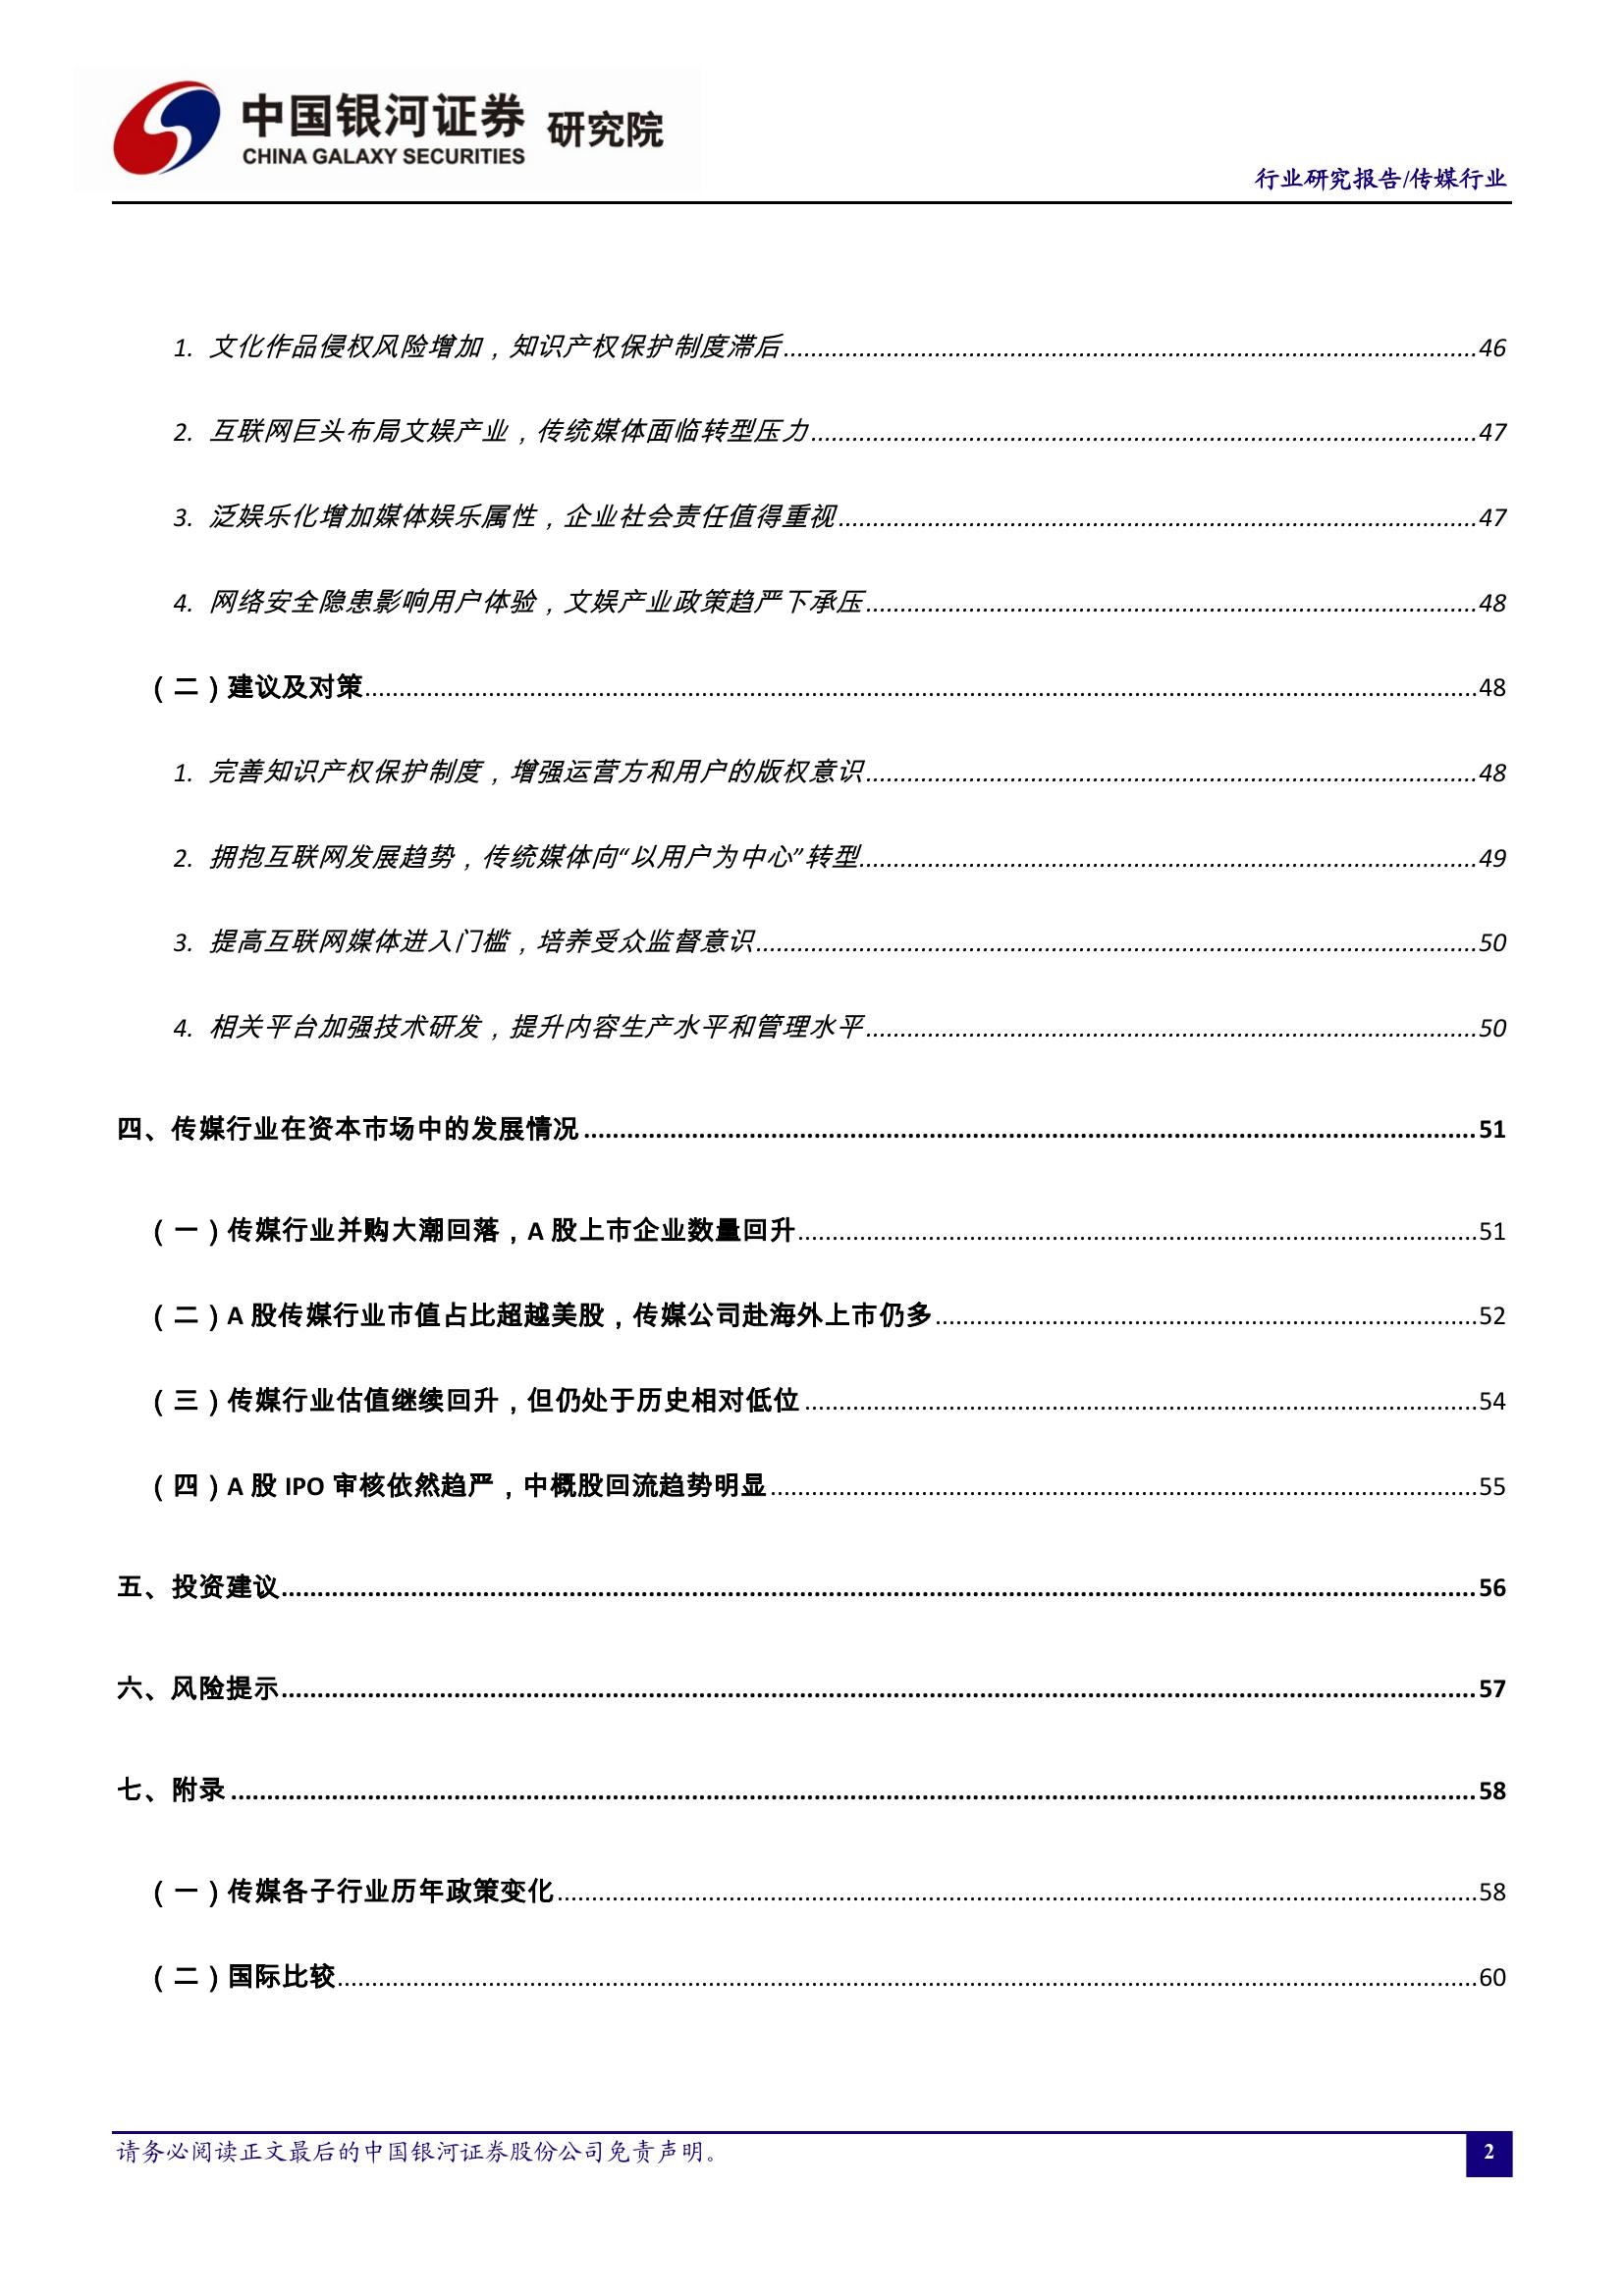 中国银河证券 研究院
CHINA GALAXY SECURITIES
行业研究报告/传媒行业
1. 文化作品侵权风险增加，知识产权保护制度滞后........46
2. 互联网巨头布局文娱产业，传统媒体面临转型压力........47
3. 泛娱乐化增加媒体娱乐属性，企业社会责任值得重视........47
4. 网络安全隐患影响用户体验，文娱产业政策趋严下承压........48
（二）建议及对策........48
1. 完善知识产权保护制度，增强运营方和用户的版权意识........48
2. 拥抱互联网发展趋势，传统媒体向“以用户为中心”转型........49
3. 提高互联网媒体进入门槛，培养受众监督意识........50
4. 相关平台加强技术研发，提升内容生产水平和管理水平........50
四、传媒行业在资本市场中的发展情况........51
（一）传媒行业并购大潮回落，A 股上市企业数量回升........51
（二）A 股传媒行业市值占比超越美股，传媒公司赴海外上市仍多........52
（三）传媒行业估值继续回升，但仍处于历史相对低位........54
（四）A 股 IPO 审核依然趋严，中概股回流趋势明显........55
五、投资建议........56
六、风险提示........57
七、附录........58
（一）传媒各子行业历年政策变化........58
（二）国际比较........60
请务必阅读正文最后的中国银河证券股份公司免责声明。
2